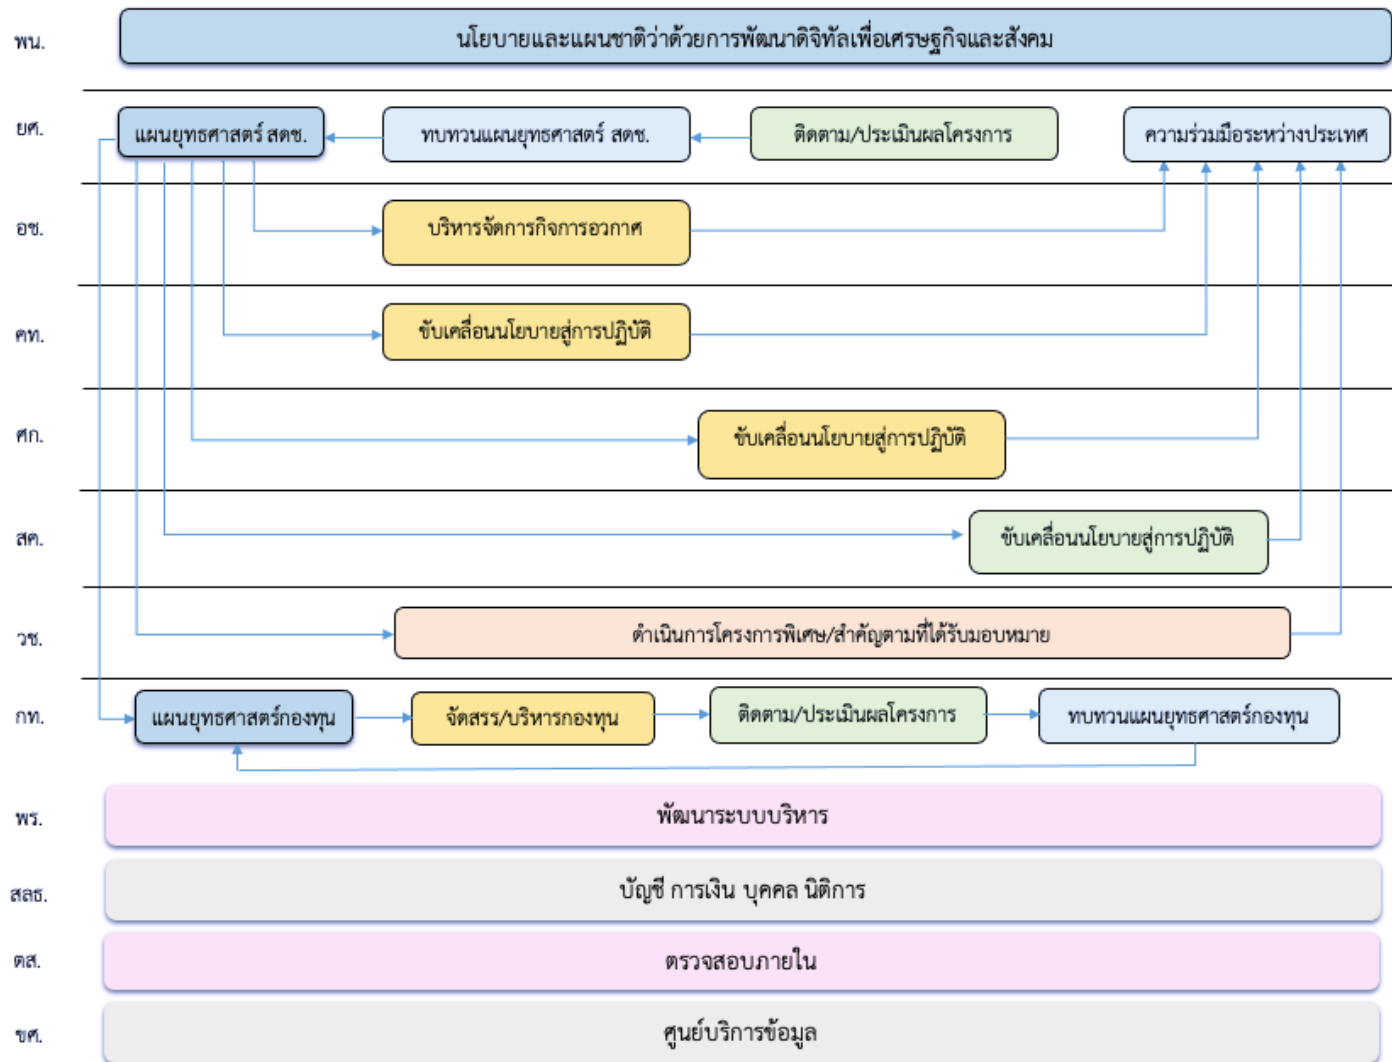 พน.
นโยบายและแผนชาติว่าด้วยการพัฒนาดิจิทัลเพื่อเศรษฐกิจและสังคม
ยศ.
แผนยุทธศาสตร์ สดช.
ทบทวนแผนยุทธศาสตร์ สดช.
ติดตาม/ประเมินผลโครงการ
ความร่วมมือระหว่างประเทศ
อช.
บริหารจัดการกิจการอวกาศ
คท.
ขับเคลื่อนนโยบายสู่การปฏิบัติ
ศก.
ขับเคลื่อนนโยบายสู่การปฏิบัติ
สค.
ขับเคลื่อนนโยบายสู่การปฏิบัติ
วช.
ดำเนินการโครงการพิเศษ/สำคัญตามที่ได้รับมอบหมาย
กท.
แผนยุทธศาสตร์กองทุน
จัดสรร/บริหารกองทุน
ติดตาม/ประเมินผลโครงการ
ทบทวนแผนยุทธศาสตร์กองทุน
พร.
พัฒนาระบบบริหาร
สลธ.
บัญชี การเงิน บุคคล นิติการ
ตส.
ตรวจสอบภายใน
ขศ.
ศูนย์บริการข้อมูล